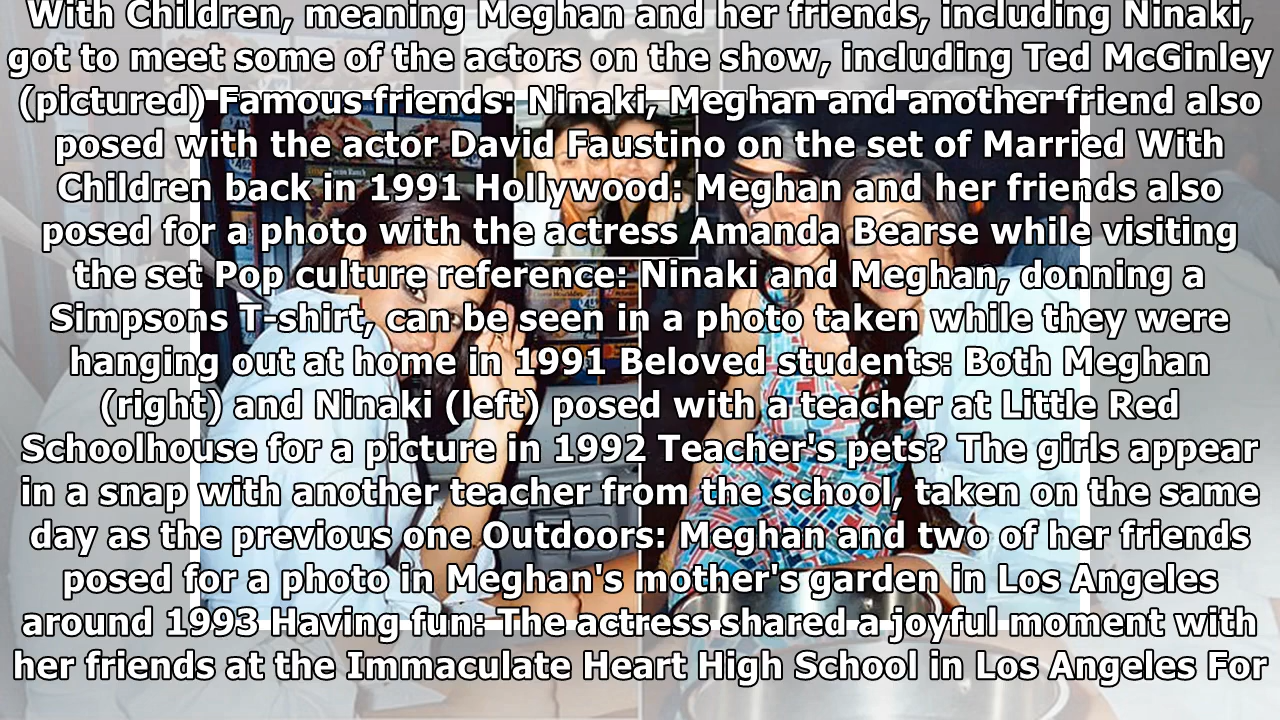 With Children, meaning Meghan and her friends, including Ninaki,
got to meet some of the actors on the show, including Ted McGinley
(pictured) Famous friends: Ninaki, Meghan and another friend also
posed with the actor David Faustino on the set of Married With
Children back in 1991 Hollywood: Meghan and her friends also
posed for a photo with the actress Amanda Bearse while visiting
the set Pop culture reference: Ninaki and Meghan, donning a
Simpsons T-shirt, can be seen in a photo taken while they were
hanging out at home in 1991 Beloved students: Both Meghan
(right) and Ninaki (left) posed with a teacher at Little Red
Schoolhouse for a picture in 1992 Teacher's pets? The girls appear
in a snap with another teacher from the school, taken on the same
day as the previous one Outdoors: Meghan and two of her friends
posed for a photo in Meghan's mother's garden in Los Angeles
around 1993 Having fun: The actress shared a joyful moment with
her friends at the Immaculate Heart High School in Los Angeles For